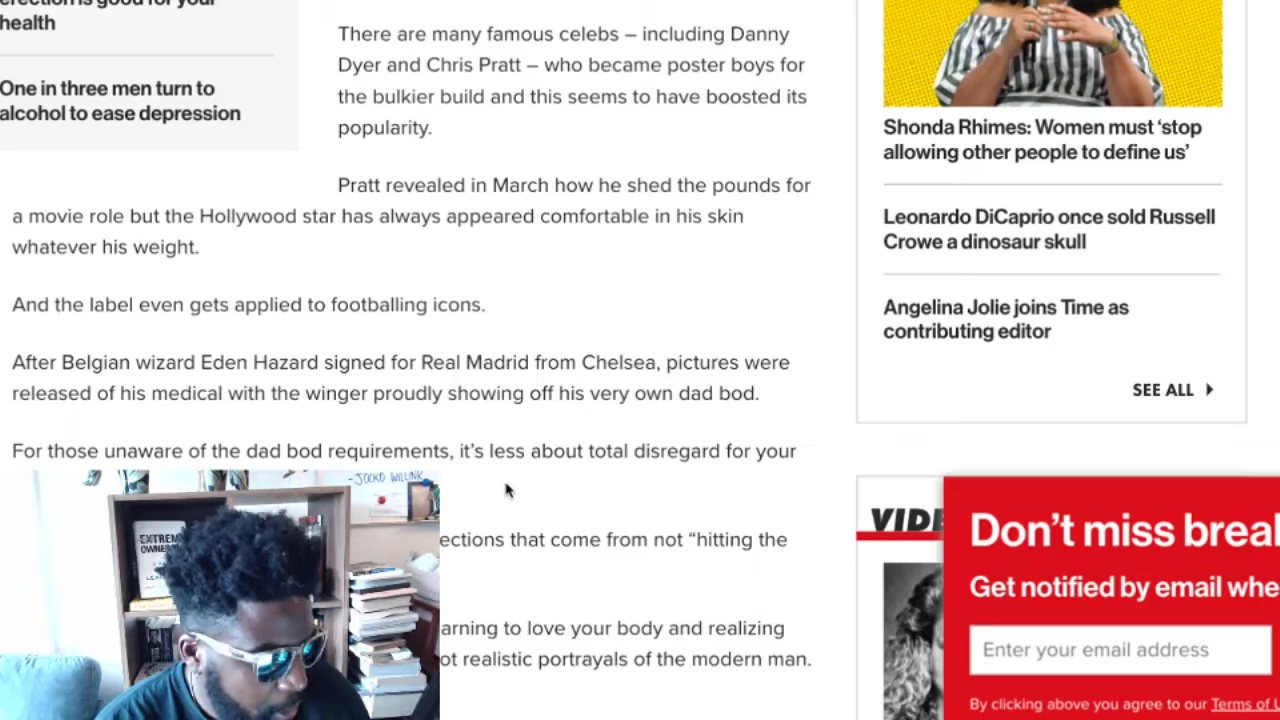 erection is good for your
health
One in three men turn to
alcohol to ease depression
There are many famous celebs – including Danny
Dyer and Chris Pratt – who became poster boys for
the bulkier build and this seems to have boosted its
popularity.
Pratt revealed in March how he shed the pounds for
a movie role but the Hollywood star has always appeared comfortable in his skin
whatever his weight.
And the label even gets applied to footballing icons.
After Belgian wizard Eden Hazard signed for Real Madrid from Chelsea, pictures were
released of his medical with the winger proudly showing off his very own dad bod.
For those unaware of the dad bod requirements, it's less about total disregard for your
ections that come from not “hitting the
arning to love your body and realizing
ot realistic portrayals of the modern man.
-JOCKO WILLINK
EXTREME
OWNE
Shonda Rhimes: Women must ‘stop
allowing other people to define us’
Leonardo DiCaprio once sold Russell
Crowe a dinosaur skull
Angelina Jolie joins Time as
contributing editor
SEE ALL
VIDE
Don’t miss break
Get notified by email whe
Enter your email address
By clicking above you agree to our Terms of U